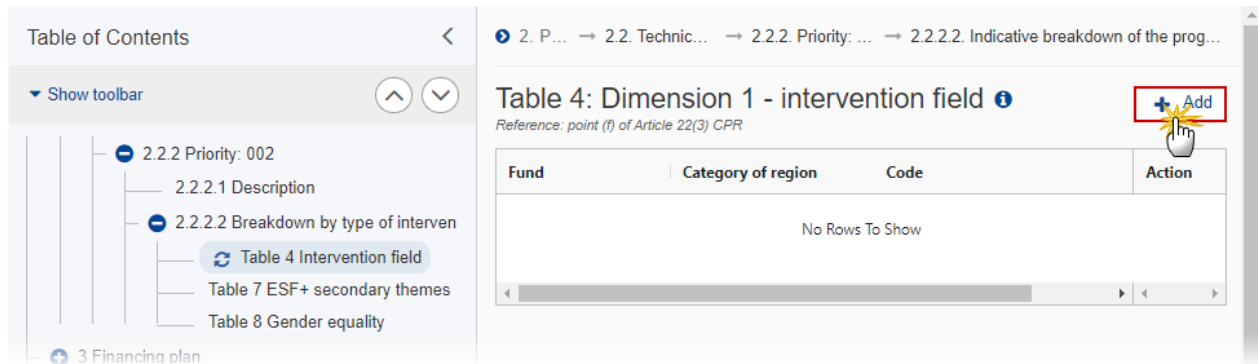 Table of Contents
Show toolbar
2.2.2 Priority: 002
2.2.2.1 Description
2.2.2.2 Breakdown by type of interven
Table 4 Intervention field
Table 7 ESF+ secondary themes
Table 8 Gender equality
3 Financing plan
2. P... → 2.2. Technic... → 2.2.2. Priority: ... → 2.2.2.2. Indicative breakdown of the prog...
Table 4: Dimension 1 - intervention field
Add
Reference: point (f) of Article 22(3) CPR
Fund Category of region Code Action
No Rows To Show